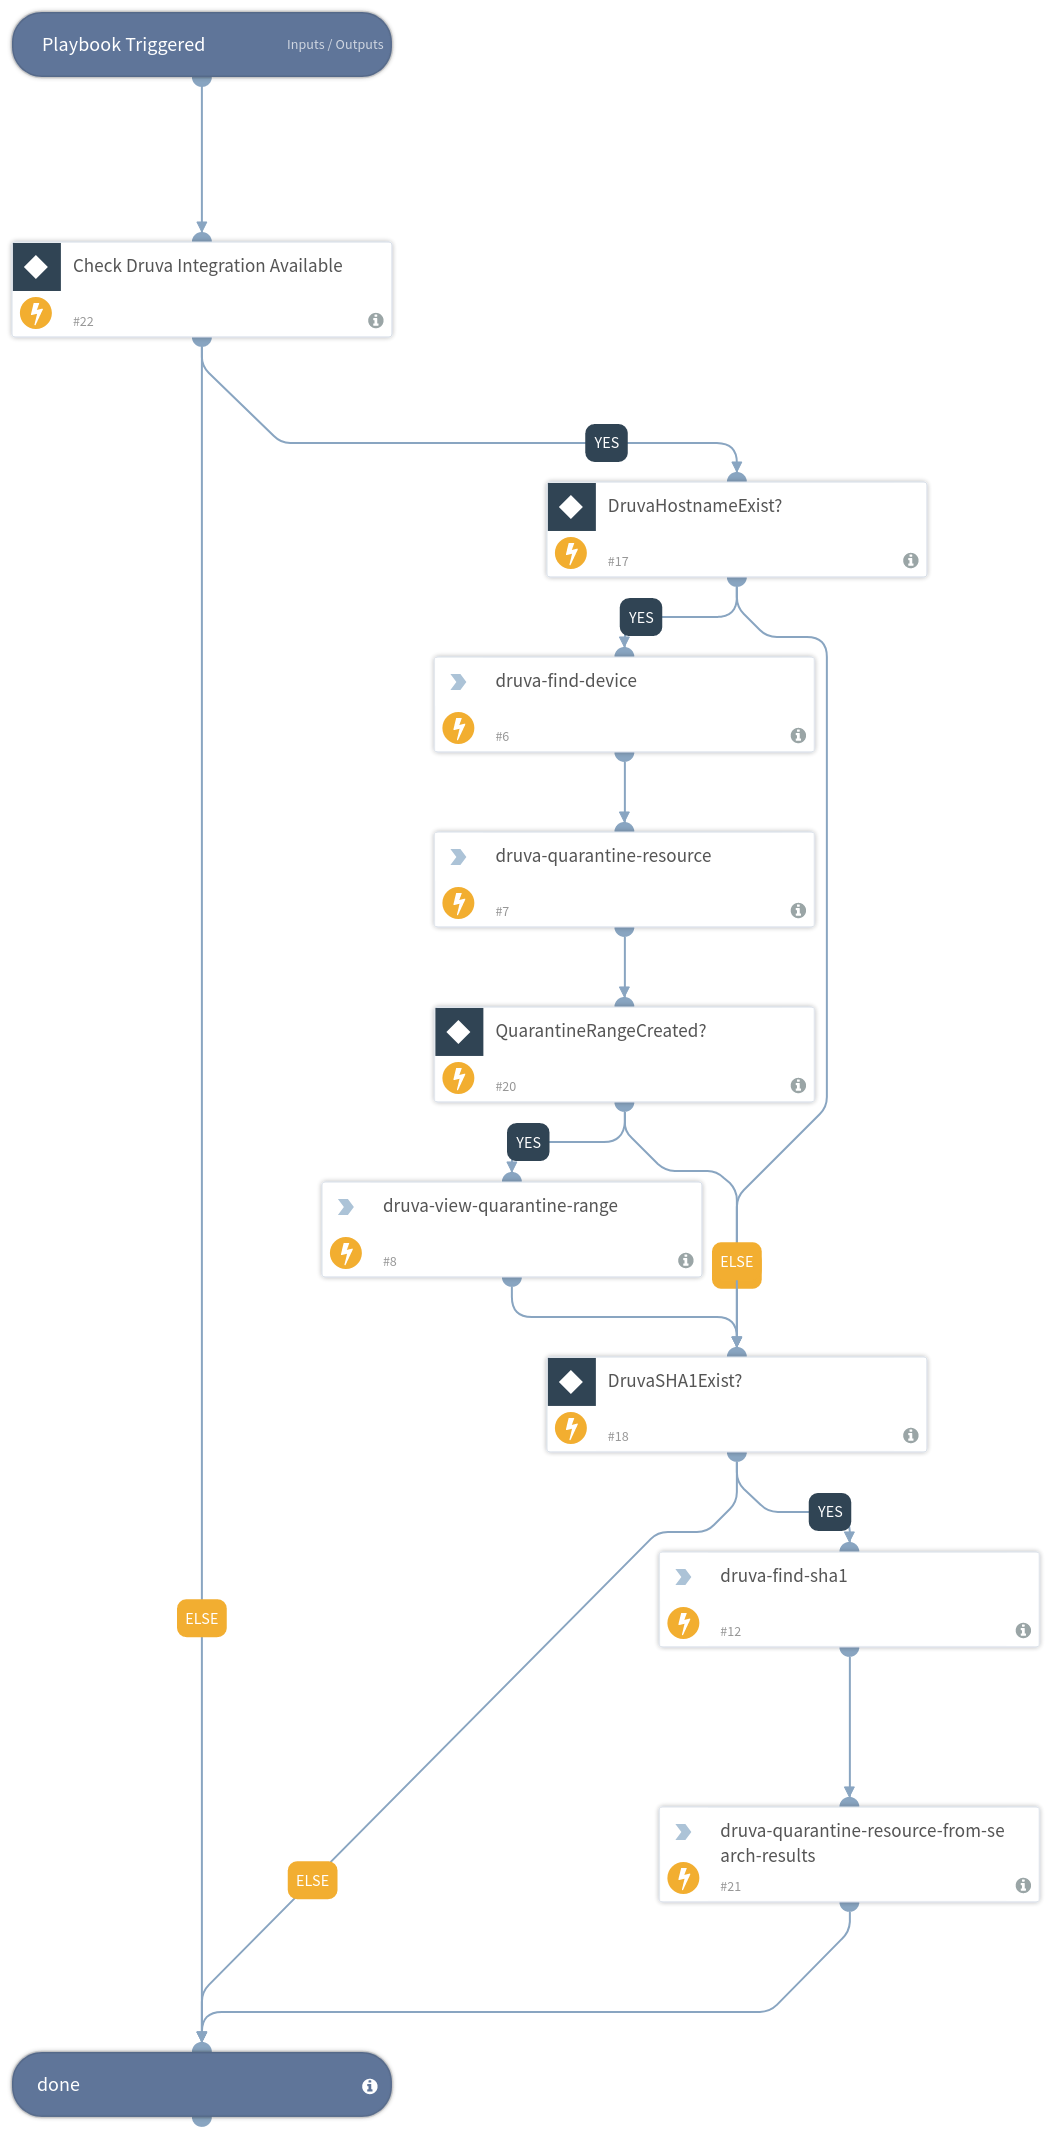 Playbook Triggered
Inputs / Outputs
Check Druva Integration Available
#22
YES
DruvaHostnameExist?
#17
YES
druva-find-device
#6
druva-quarantine-resource
#7
QuarantineRangeCreated?
#20
YES
druva-view-quarantine-range
#8
ELSE
DruvaSHA1Exist?
#18
YES
druva-find-sha1
#12
ELSE
druva-quarantine-resource-from-se
arch-results
#21
ELSE
done